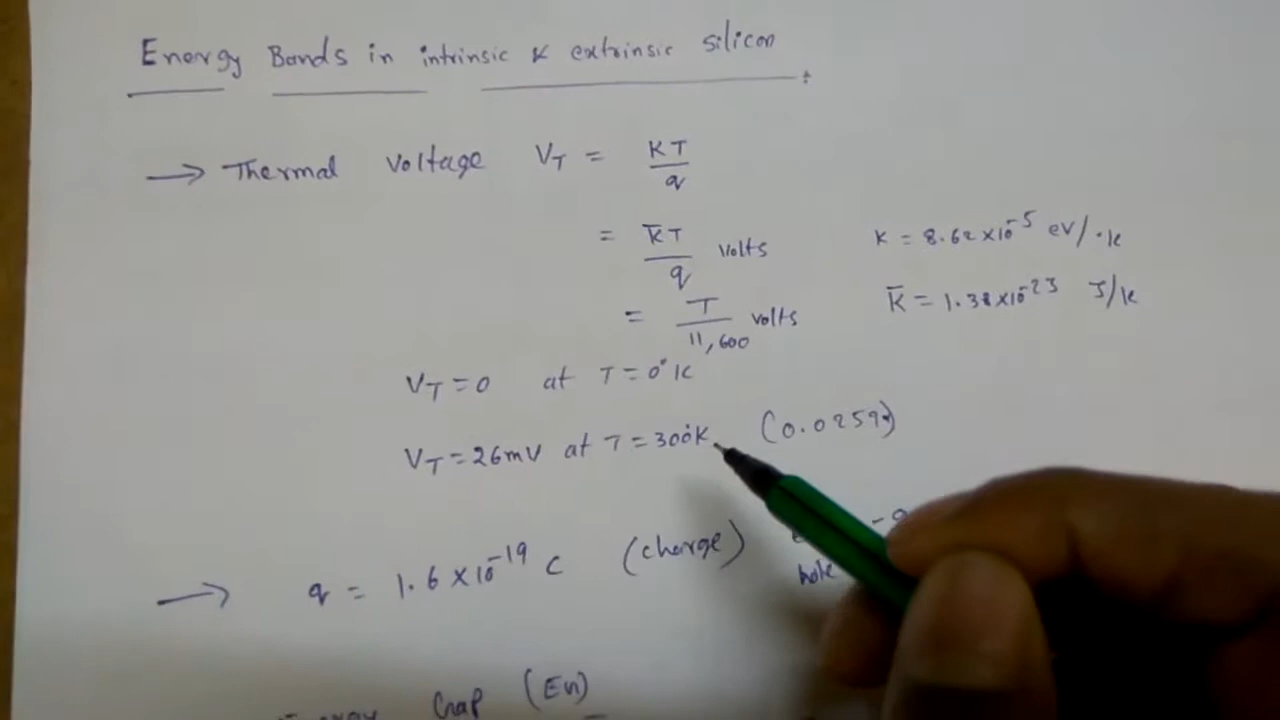 Energy Bands in intrinsic & extrinsic silicon
→ Thermal Voltage V_T = KT/q
= K̄T/q volts
K = 8.62×10⁻⁵ eV/°K
= T/11,600 volts
K̄ = 1.38×10⁻²³ J/K
V_T = 0 at T = 0°K
V_T = 26mV at T = 300°K (0.0259)
→ q = 1.6×10⁻¹⁹ C (charge)
hole
Gap